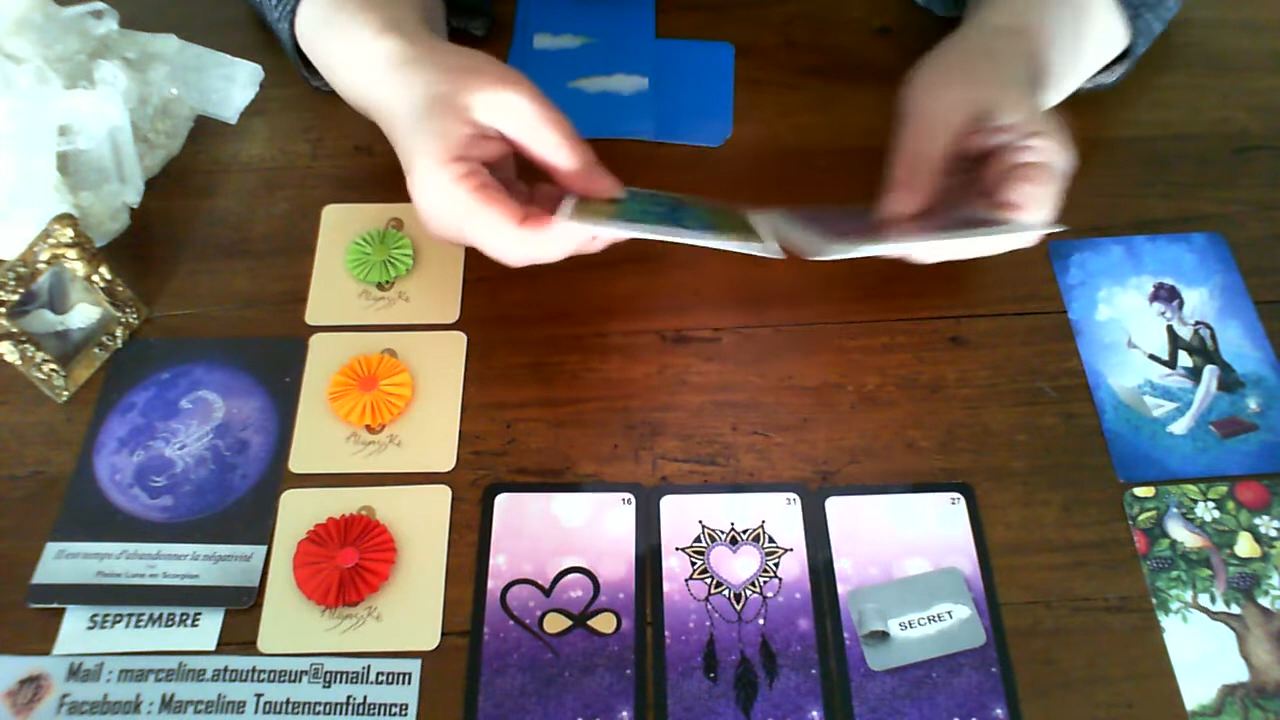 Il est temps d'abandonner la négativité
Pleine Lune en Scorpion
SEPTEMBRE
Mail : marceline.atoutcoeur@gmail.com
Facebook : Marceline Toutenconfidence
16
31
27
SECRET